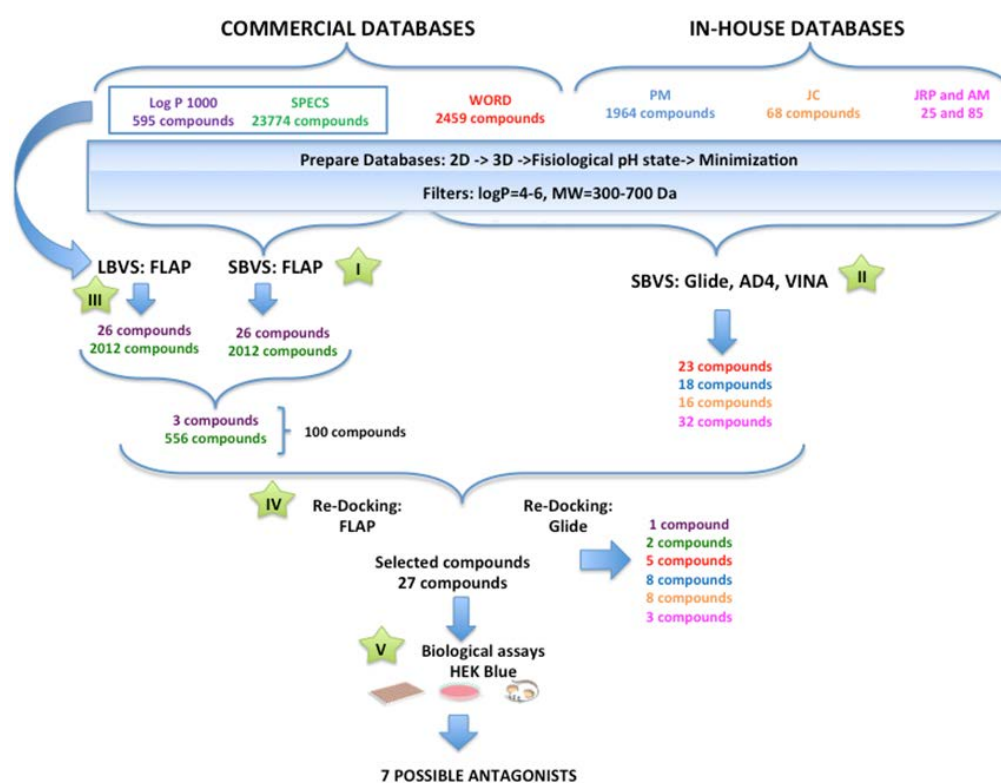 COMMERCIAL DATABASES
IN-HOUSE DATABASES
Log P 1000
595 compounds
SPECS
23774 compounds
WORD
2459 compounds
PM
1964 compounds
JC
68 compounds
JRP and AM
25 and 85
Prepare Databases: 2D -> 3D ->Fisiological pH state-> Minimization
Filters: logP=4-6, MW=300-700 Da
LBVS: FLAP
III
SBVS: FLAP
I
SBVS: Glide, AD4, VINA
II
26 compounds
2012 compounds
26 compounds
2012 compounds
23 compounds
18 compounds
16 compounds
32 compounds
3 compounds
556 compounds
100 compounds
IV
Re-Docking:
FLAP
Re-Docking:
Glide
1 compound
2 compounds
5 compounds
8 compounds
8 compounds
3 compounds
Selected compounds
27 compounds
V
Biological assays
HEK Blue
7 POSSIBLE ANTAGONISTS